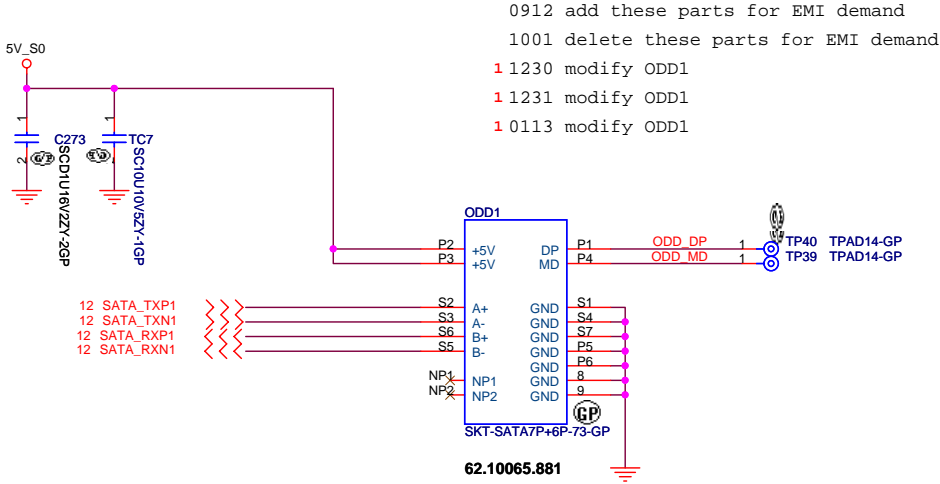 0912 add these parts for EMI demand
1001 delete these parts for EMI demand
1 1230 modify ODD1
1 1231 modify ODD1
1 0113 modify ODD1
5V_S0
1
2
C273
SCD1U16V2ZY-2GP
1
TC7
SC10U10V5ZY-1GP
ODD1
P2 +5V
P3 +5V
DP P1 ODD_DP 1 TP40 TPAD14-GP
MD P4 ODD_MD 1 TP39 TPAD14-GP
12 SATA_TXP1 S2 A+
12 SATA_TXN1 S3 A-
12 SATA_RXP1 S6 B+
12 SATA_RXN1 S5 B-
GND S1
GND S4
GND S7
GND P5
GND P6
GND 8
GND 9
NP1 NP1
NP2 NP2
GP
SKT-SATA7P+6P-73-GP
62.10065.881